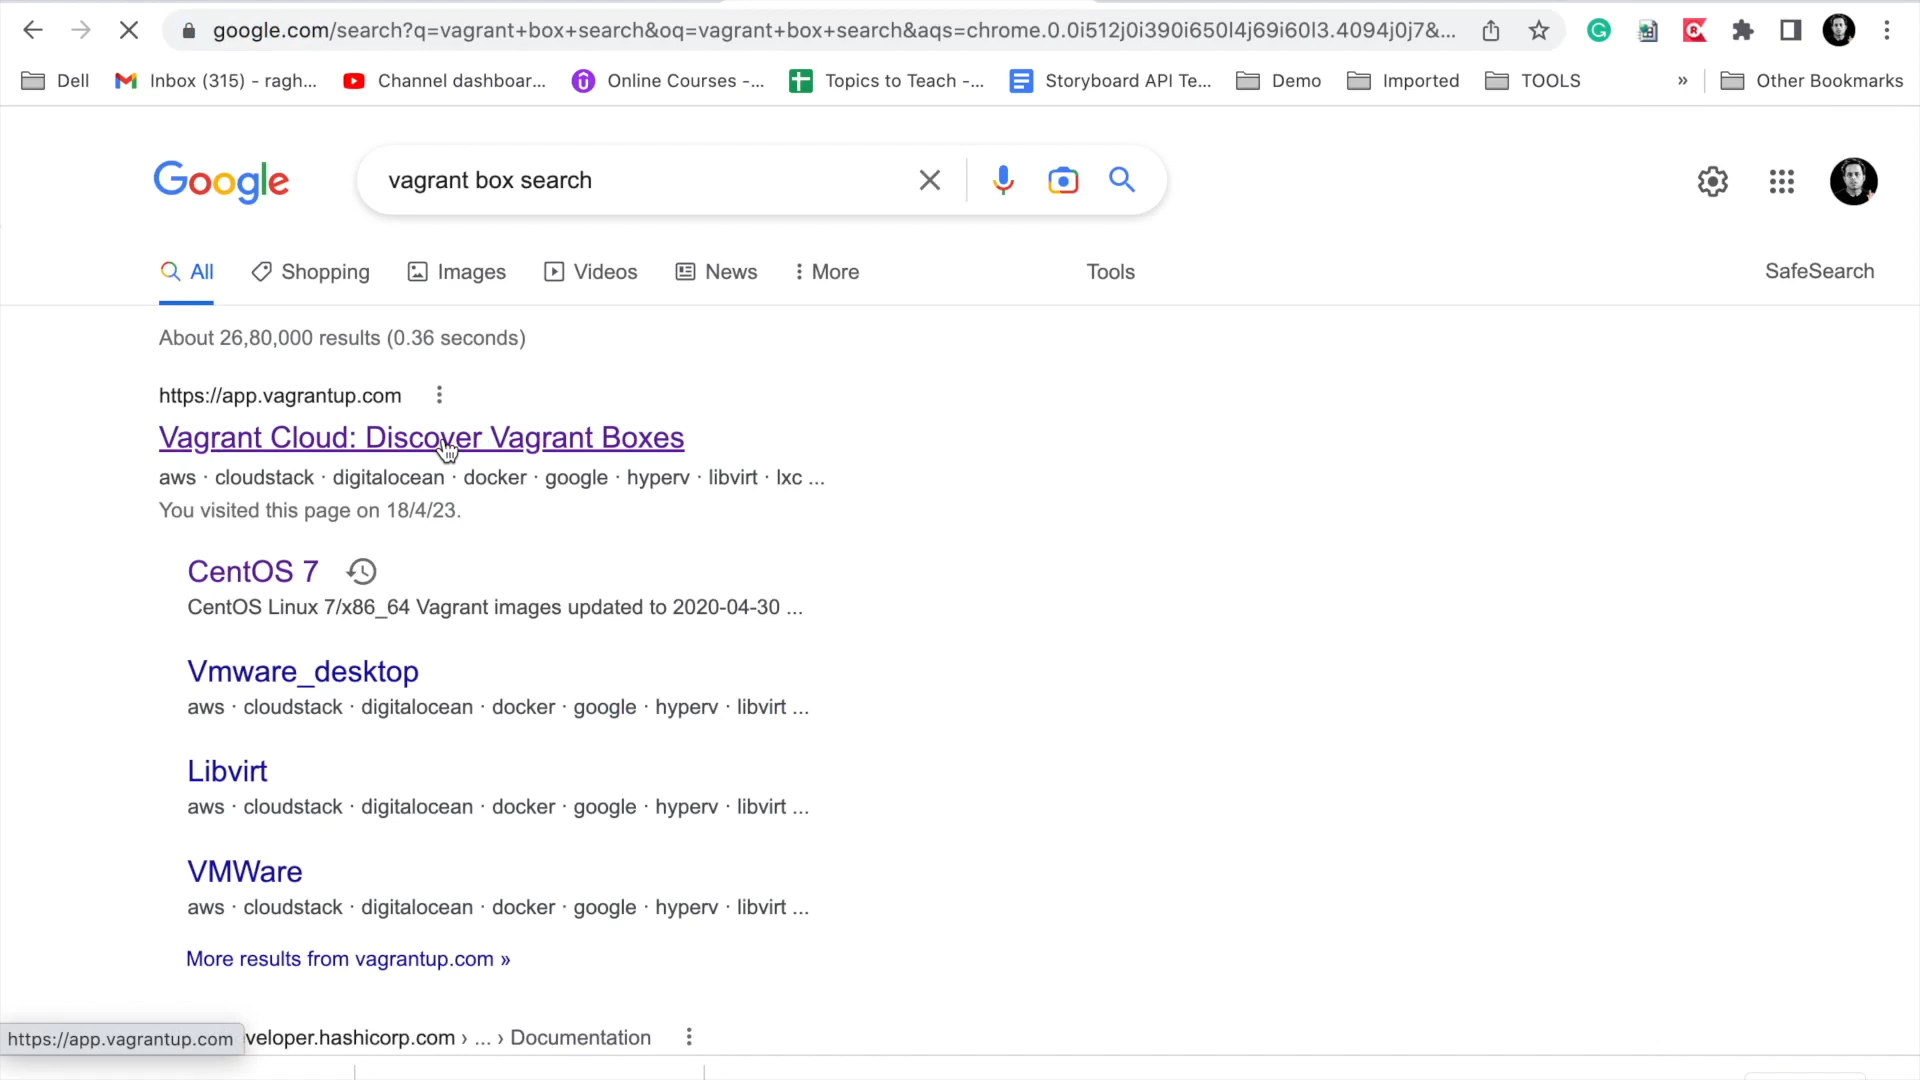 google.com/search?q=vagrant+box+search&oq=vagrant+box+search&aqs=chrome.0.0i512j0i390i650l4j69i60l3.4094j0j7&...
Dell
Inbox (315) - ragh...
Channel dashboar...
Online Courses -...
Topics to Teach -...
Storyboard API Te...
Demo
Imported
TOOLS
»
Other Bookmarks
Google
vagrant box search
All
Shopping
Images
Videos
News
More
Tools
SafeSearch
About 26,80,000 results (0.36 seconds)
https://app.vagrantup.com
Vagrant Cloud: Discover Vagrant Boxes
aws · cloudstack · digitalocean · docker · google · hyperv · libvirt · lxc ...
You visited this page on 18/4/23.
CentOS 7
CentOS Linux 7/x86_64 Vagrant images updated to 2020-04-30 ...
Vmware_desktop
aws · cloudstack · digitalocean · docker · google · hyperv · libvirt ...
Libvirt
aws · cloudstack · digitalocean · docker · google · hyperv · libvirt ...
VMWare
aws · cloudstack · digitalocean · docker · google · hyperv · libvirt ...
More results from vagrantup.com »
https://app.vagrantup.com
veloper.hashicorp.com › ... › Documentation